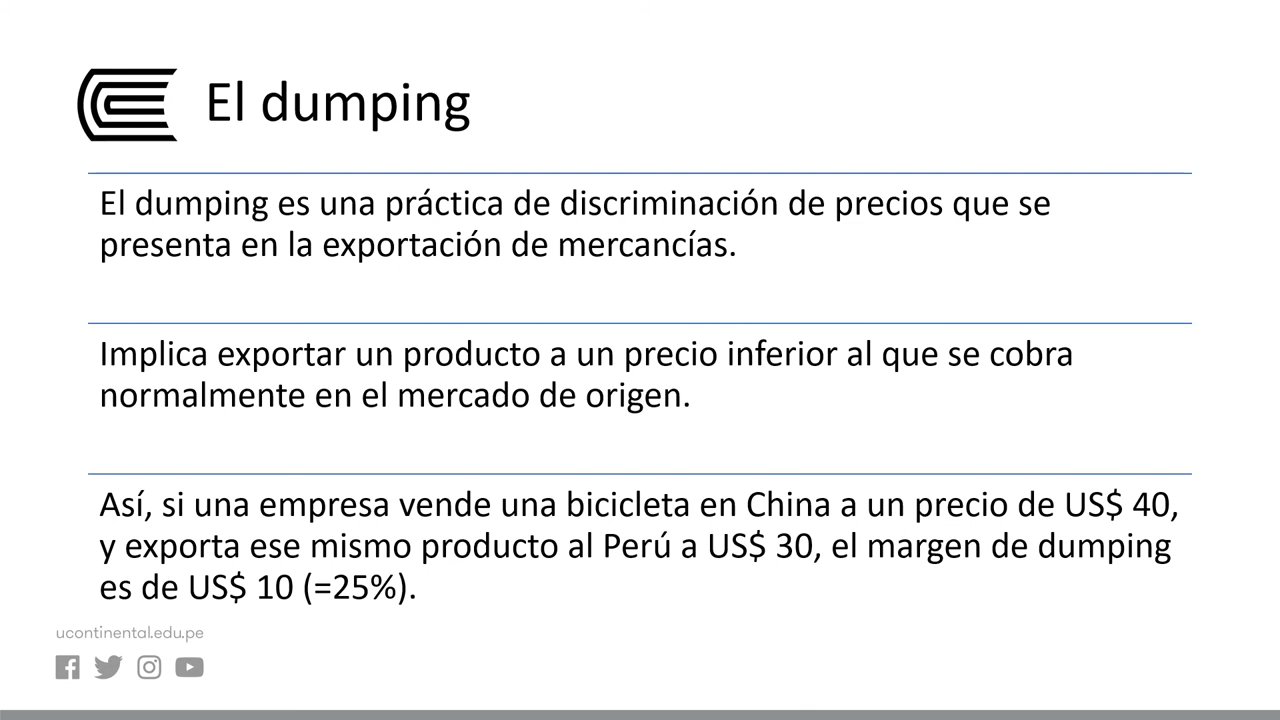 El dumping
El dumping es una práctica de discriminación de precios que se
presenta en la exportación de mercancías.
Implica exportar un producto a un precio inferior al que se cobra
normalmente en el mercado de origen.
Así, si una empresa vende una bicicleta en China a un precio de US$ 40,
y exporta ese mismo producto al Perú a US$ 30, el margen de dumping
es de US$ 10 (=25%).
ucontinental.edu.pe